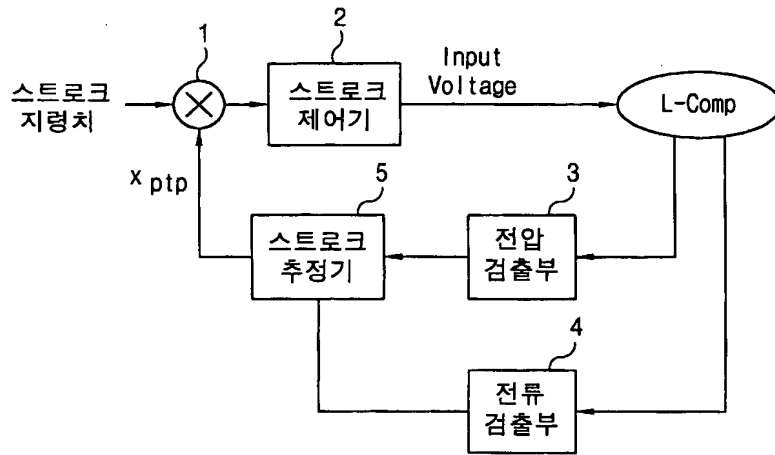 1
2
스트로크
지령치
스트로크
제어기
Input
Voltage
L-Comp
x ptp
5
스트로크
추정기
3
전압
검출부
4
전류
검출부